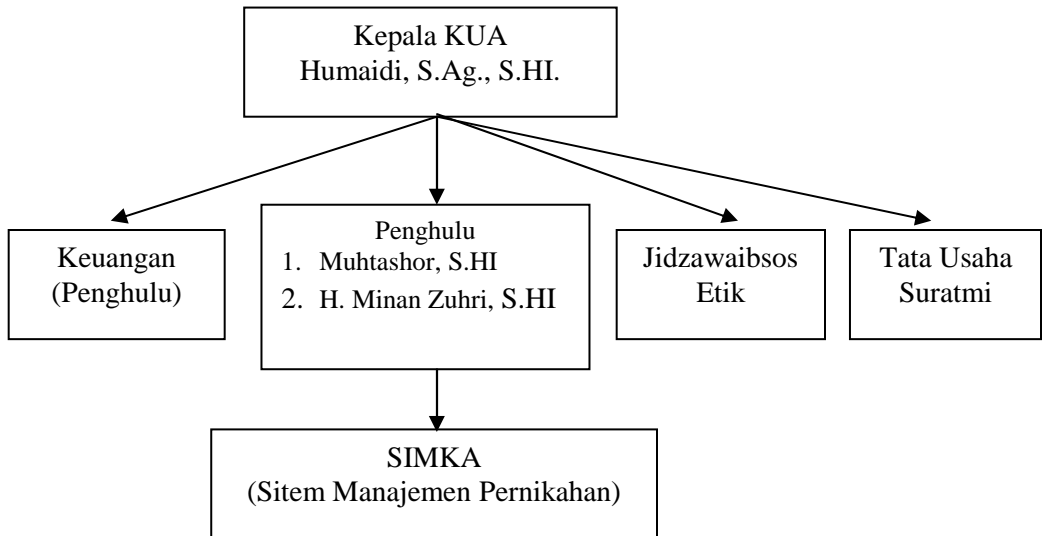 Kepala KUA
Humaidi, S.Ag., S.HI.
Keuangan
(Penghulu)
Penghulu
1. Muhtashor, S.HI
2. H. Minan Zuhri, S.HI
Jidzawaibsos
Etik
Tata Usaha
Suratmi
SIMKA
(Sitem Manajemen Pernikahan)